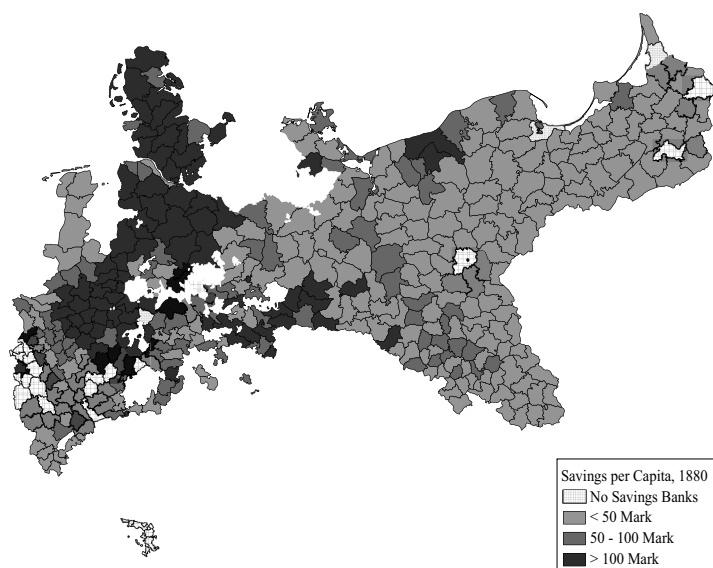 Savings per Capita, 1880
No Savings Banks
< 50 Mark
50 - 100 Mark
> 100 Mark